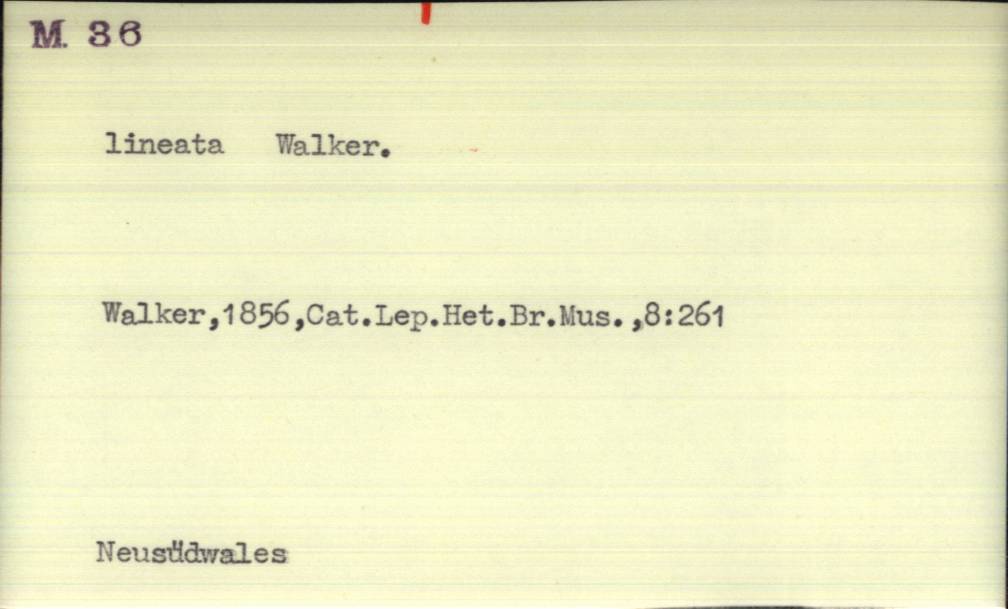 M. 36
lineata Walker.
Walker,1856,Cat.Lep.Het.Br.Mus.,8:261
Neusüdwales